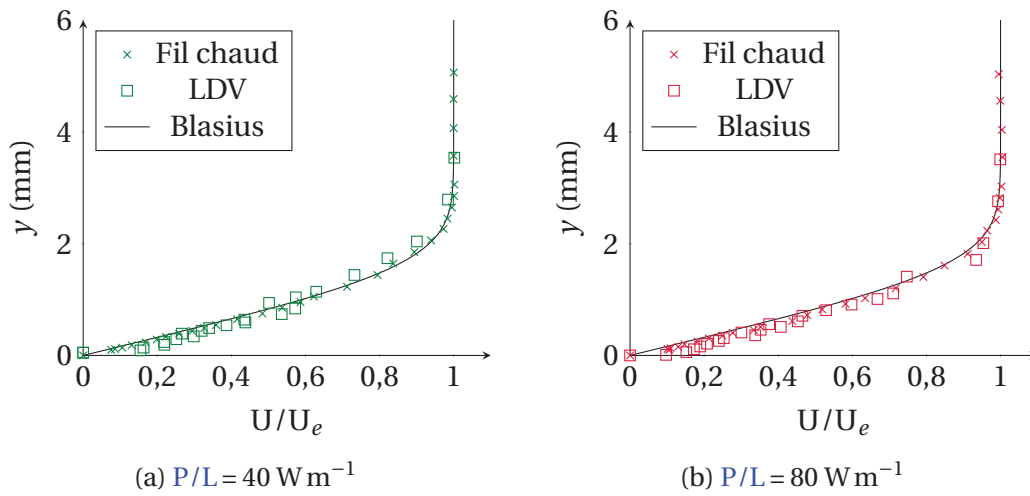 6
4
2
0
y (mm)
Fil chaud
LDV
Blasius
0
0,2
0,4
0,6
0,8
1
U/Uₑ
(a) P/L = 40 W m⁻¹
6
4
2
0
y (mm)
Fil chaud
LDV
Blasius
0
0,2
0,4
0,6
0,8
1
U/Uₑ
(b) P/L = 80 W m⁻¹